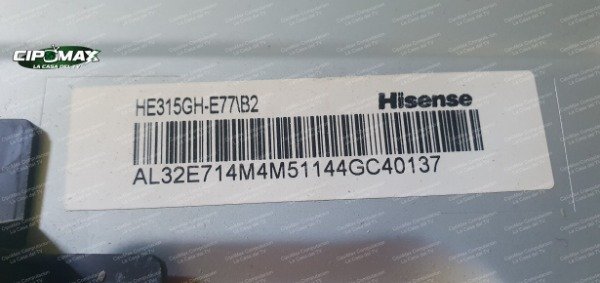 CIPOMAX
LA CASA DEL TV
HE315GH-E77\B2
Hisense
AL32E714M4M51144GC40137